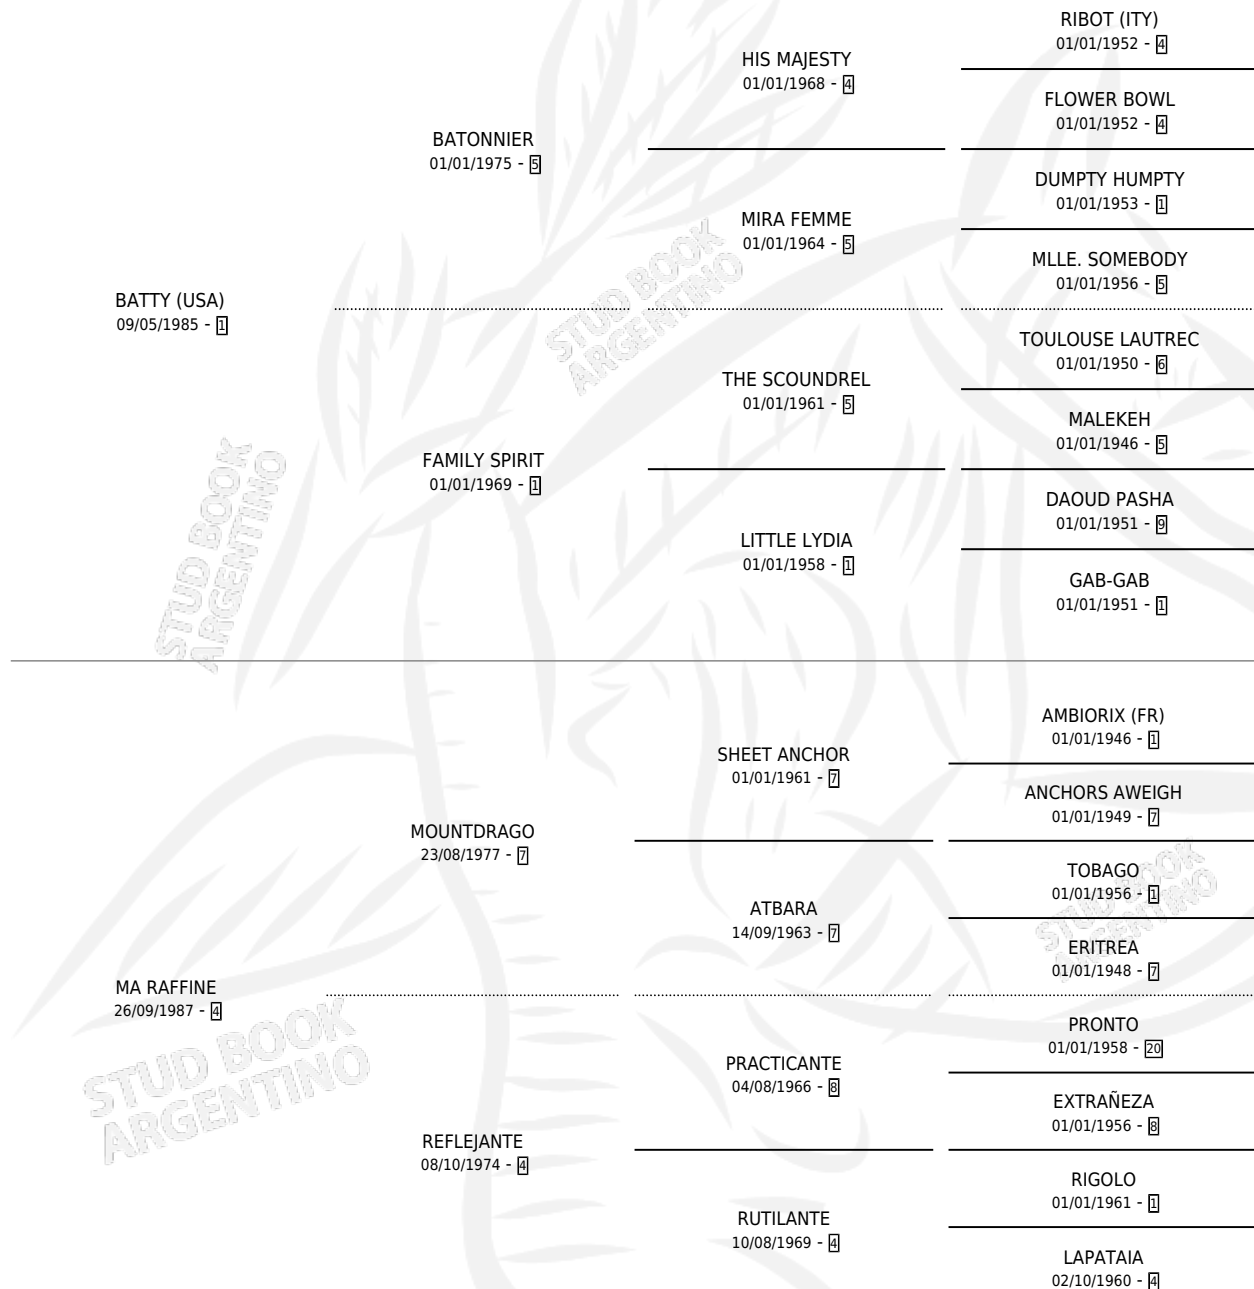 RIBOT (ITY)
01/01/1952 - 4
HIS MAJESTY
01/01/1968 - 4
FLOWER BOWL
01/01/1952 - 4
BATONNIER
01/01/1975 - 5
DUMPTY HUMPTY
01/01/1953 - 1
MIRA FEMME
01/01/1964 - 5
MLLE. SOMEBODY
01/01/1956 - 5
BATTY (USA)
09/05/1985 - 1
TOULOUSE LAUTREC
01/01/1950 - 6
THE SCOUNDREL
01/01/1961 - 5
MALEKEH
01/01/1946 - 5
FAMILY SPIRIT
01/01/1969 - 1
DAOUD PASHA
01/01/1951 - 9
LITTLE LYDIA
01/01/1958 - 1
GAB-GAB
01/01/1951 - 1
AMBIORIX (FR)
01/01/1946 - 1
SHEET ANCHOR
01/01/1961 - 7
ANCHORS AWEIGH
01/01/1949 - 7
MOUNTDRAGO
23/08/1977 - 7
TOBAGO
01/01/1956 - 1
ATBARA
14/09/1963 - 7
ERITREA
01/01/1948 - 7
MA RAFFINE
26/09/1987 - 4
PRONTO
01/01/1958 - 20
PRACTICANTE
04/08/1966 - 8
EXTRAÑEZA
01/01/1956 - 8
REFLEJANTE
08/10/1974 - 4
RIGOLO
01/01/1961 - 1
RUTILANTE
10/08/1969 - 4
LAPATAIA
02/10/1960 - 4
STUD BOOK
ARGENTINO
STUD BOOK
ARGENTINO
STUD BOOK
ARGENTINO
STUD BOOK
ARGENTINO